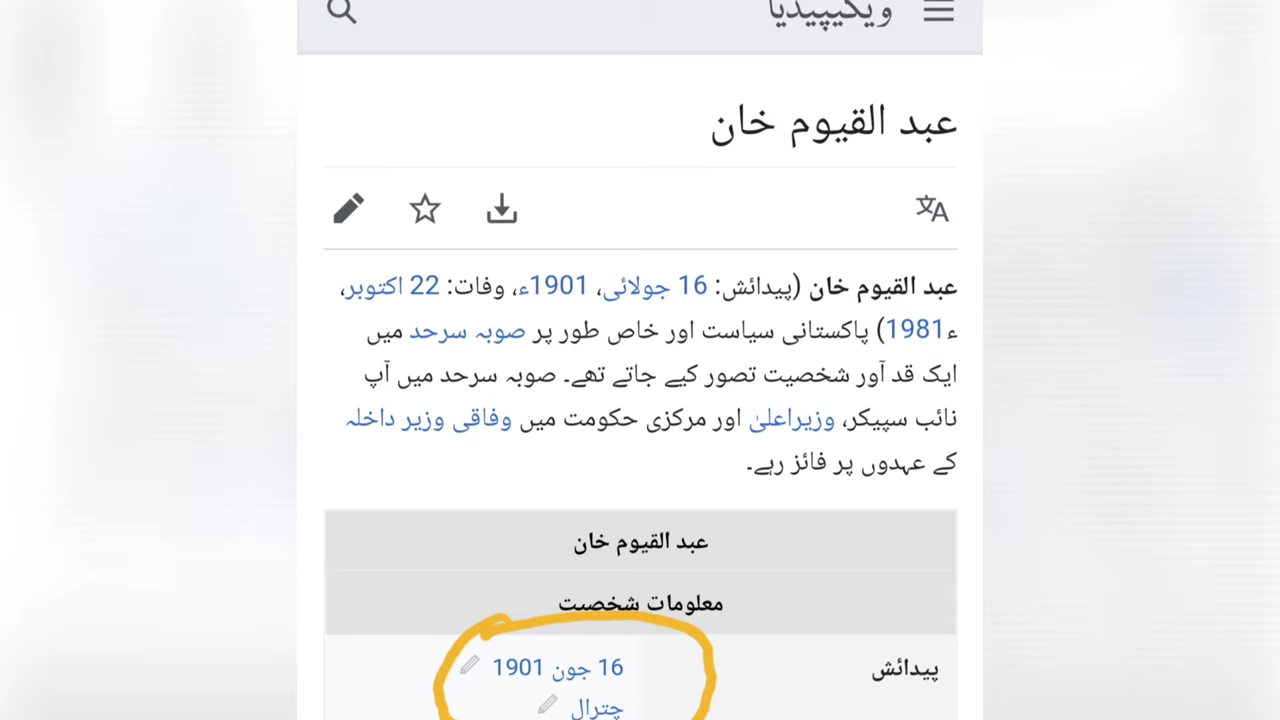 ویکیپیڈیا
عبد القیوم خان
عبد القیوم خان (پیدائش: 16 جولائی، 1901ء، وفات: 22 اکتوبر،
1981ء) پاکستانی سیاست اور خاص طور پر صوبہ سرحد میں
ایک قد آور شخصیت تصور کیے جاتے تھے۔ صوبہ سرحد میں آپ
نائب سپیکر، وزیراعلیٰ اور مرکزی حکومت میں وفاقی وزیر داخلہ
کے عہدوں پر فائز رہے۔
عبد القیوم خان
معلومات شخصیت
پیدائش
16 جون 1901
چترال